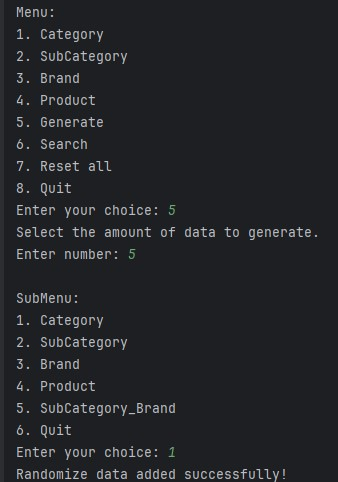 Menu:
1. Category
2. SubCategory
3. Brand
4. Product
5. Generate
6. Search
7. Reset all
8. Quit
Enter your choice: 5
Select the amount of data to generate.
Enter number: 5
SubMenu:
1. Category
2. SubCategory
3. Brand
4. Product
5. SubCategory_Brand
6. Quit
Enter your choice: 1
Randomize data added successfully!